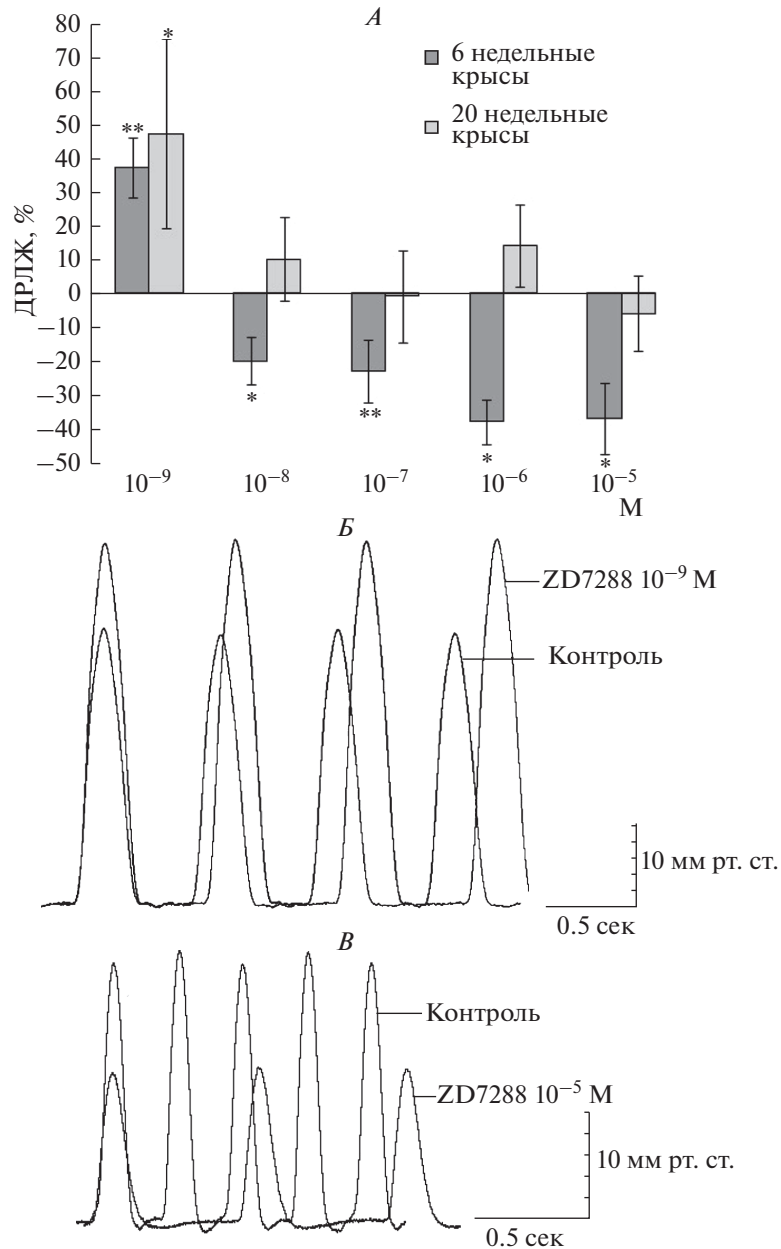 А
80
70
60
50
40
30
20
10
0
−10
−20
−30
−40
−50
ДРЛЖ, %
6 недельные
крысы
20 недельные
крысы
**
*
*
**
*
*
10⁻⁹ 10⁻⁸ 10⁻⁷ 10⁻⁶ 10⁻⁵
М
Б
ZD7288 10⁻⁹ М
Контроль
10 мм рт. ст.
0.5 сек
В
Контроль
ZD7288 10⁻⁵ М
10 мм рт. ст.
0.5 сек